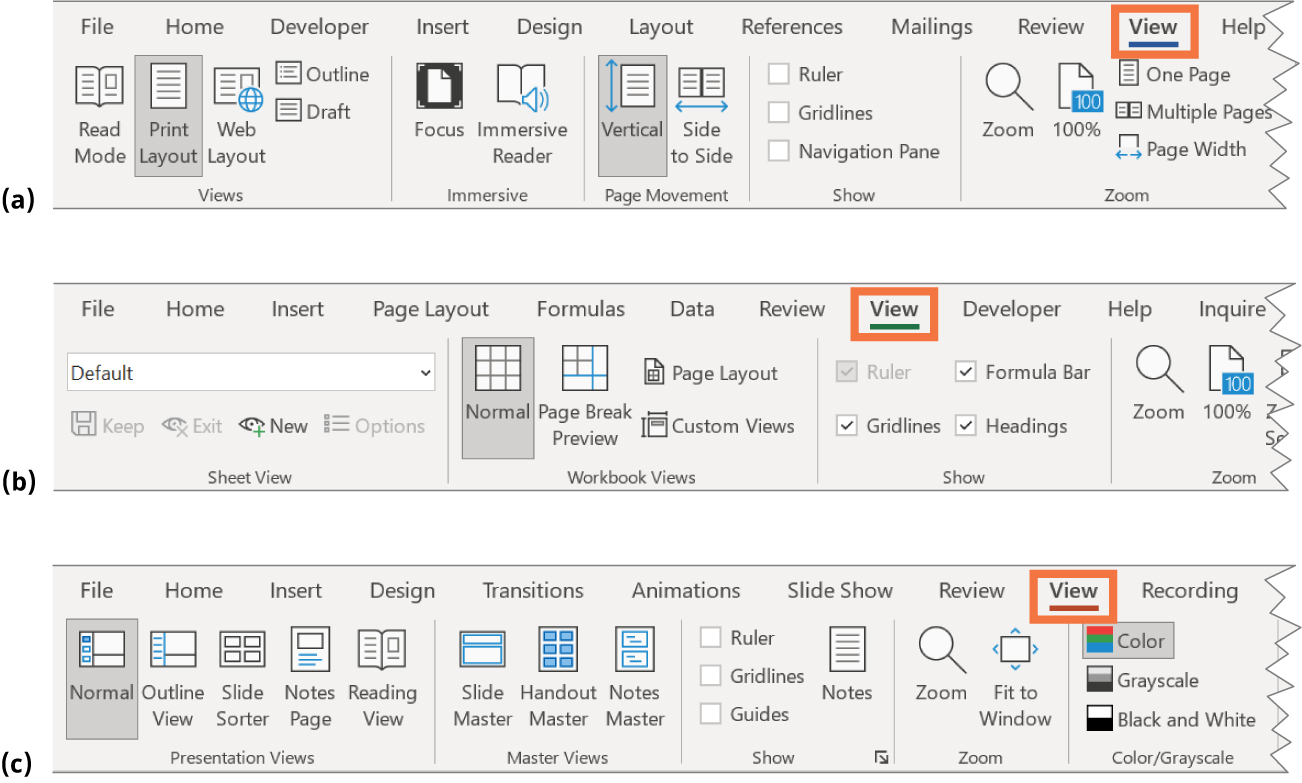 File Home Developer Insert Design Layout References Mailings Review View Help
Read Mode
Print Layout
Web Layout
Outline
Draft
Views
Focus
Immersive Reader
Immersive
Vertical
Side to Side
Page Movement
Ruler
Gridlines
Navigation Pane
Show
Zoom
100
100%
One Page
Multiple Pages
Page Width
Zoom
(a)
File Home Insert Page Layout Formulas Data Review View Developer Help Inquire
Default
Keep Exit New Options
Sheet View
Normal
Page Break Preview
Page Layout
Custom Views
Workbook Views
Ruler Formula Bar
Gridlines Headings
Show
Zoom
100
100%
Zoom
(b)
File Home Insert Design Transitions Animations Slide Show Review View Recording
Normal
Outline View
Slide Sorter
Notes Page
Reading View
Presentation Views
Slide Master
Handout Master
Notes Master
Master Views
Ruler
Gridlines
Guides
Notes
Show
Zoom
Fit to Window
Zoom
Color
Grayscale
Black and White
Color/Grayscale
(c)